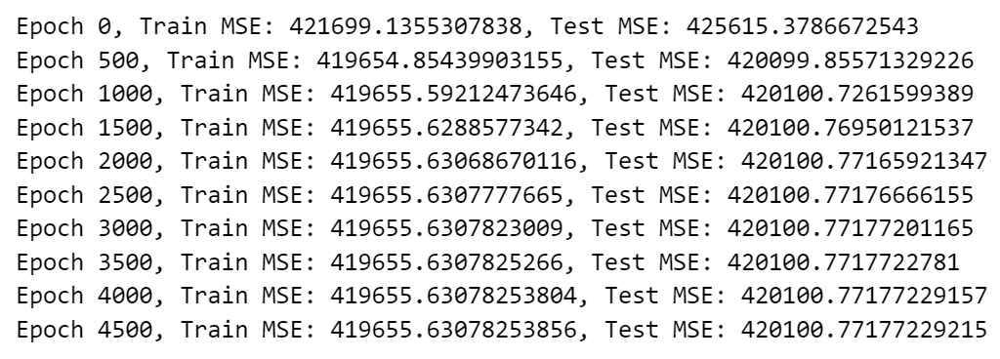 Epoch 0, Train MSE: 421699.1355307838, Test MSE: 425615.3786672543
Epoch 500, Train MSE: 419654.85439903155, Test MSE: 420099.85571329226
Epoch 1000, Train MSE: 419655.59212473646, Test MSE: 420100.7261599389
Epoch 1500, Train MSE: 419655.6288577342, Test MSE: 420100.76950121537
Epoch 2000, Train MSE: 419655.63068670116, Test MSE: 420100.77165921347
Epoch 2500, Train MSE: 419655.6307777665, Test MSE: 420100.77176666155
Epoch 3000, Train MSE: 419655.6307823009, Test MSE: 420100.77177201165
Epoch 3500, Train MSE: 419655.6307825266, Test MSE: 420100.7717722781
Epoch 4000, Train MSE: 419655.63078253804, Test MSE: 420100.77177229157
Epoch 4500, Train MSE: 419655.63078253856, Test MSE: 420100.77177229215